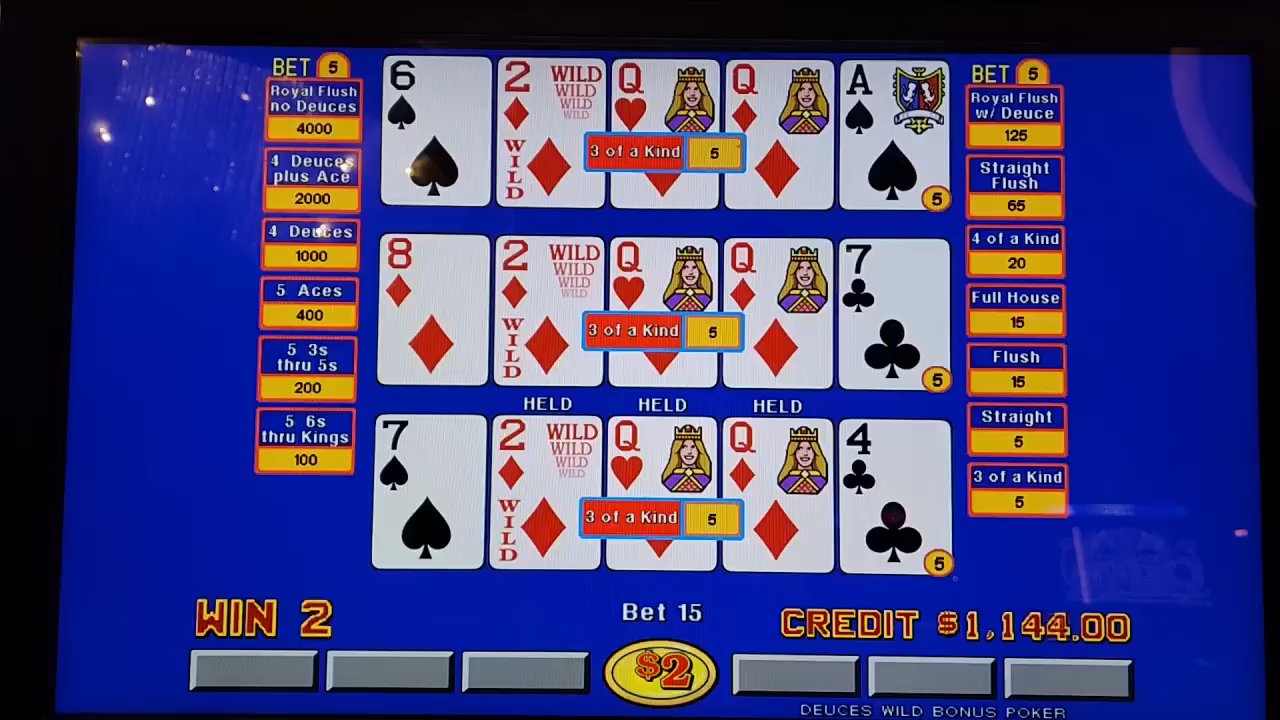 BET 5
Royal Flush
no Deuces
4000
4 Deuces
plus Ace
2000
4 Deuces
1000
5 Aces
400
5 3s
thru 5s
200
5 6s
thru Kings
100
6
2 WILD
WILD
WILD
WILD
WILD
Q
Q
A
3 of a Kind 5
5
8
2 WILD
WILD
WILD
WILD
WILD
Q
Q
7
3 of a Kind 5
5
HELD HELD HELD
7
2 WILD
WILD
WILD
WILD
WILD
Q
Q
4
3 of a Kind 5
5
BET 5
Royal Flush
w/ Deuce
125
Straight
Flush
65
4 of a Kind
20
Full House
15
Flush
15
Straight
5
3 of a Kind
5
WIN 2
Bet 15
CREDIT $1,144.00
$2
DEUCES WILD BONUS POKER